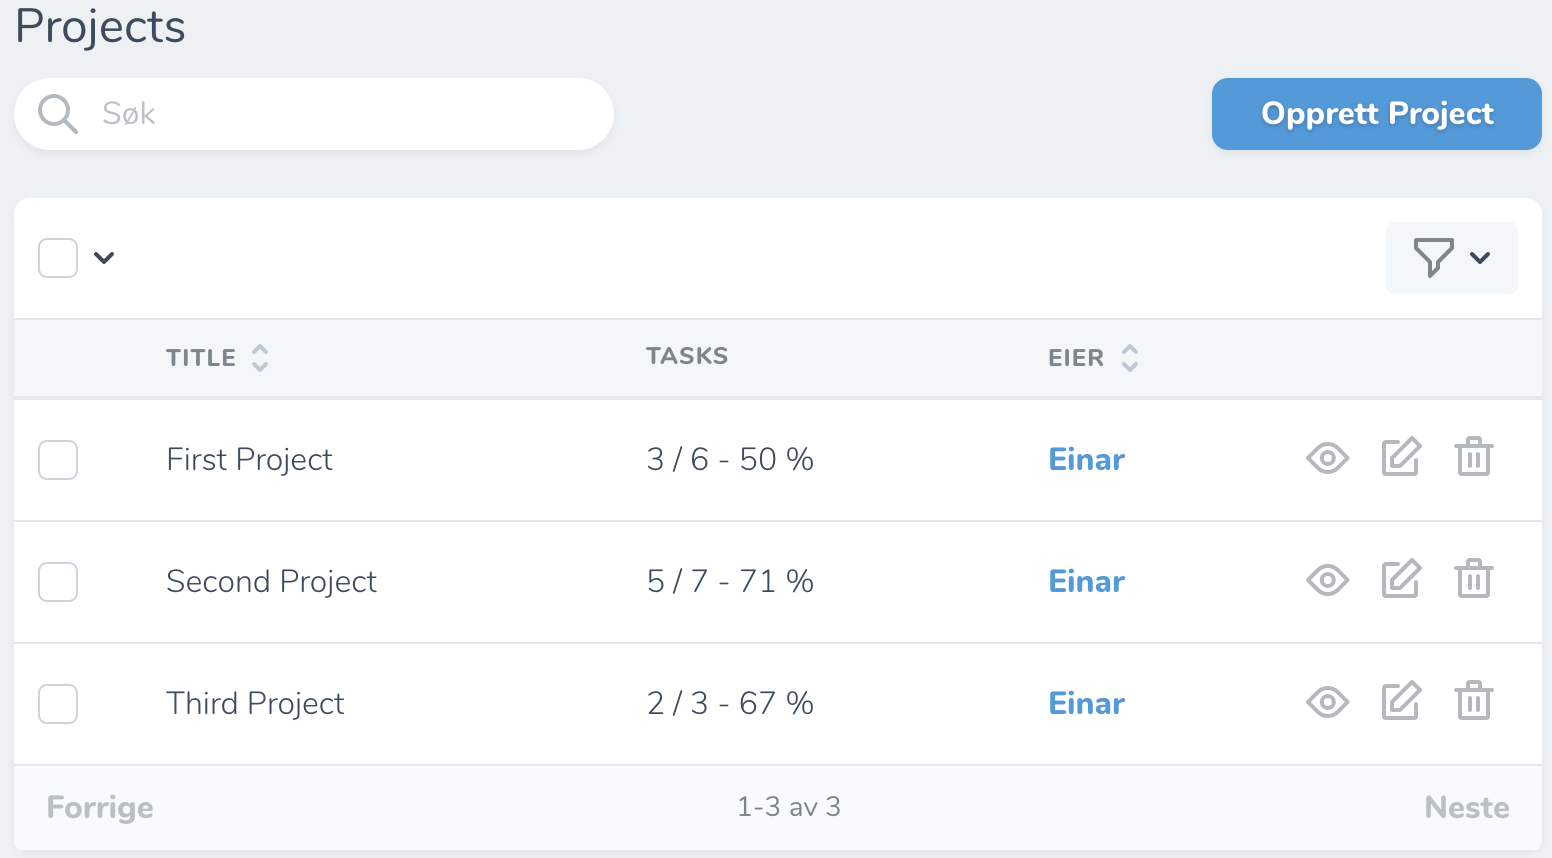 Projects
Søk
Opprett Project
TITLE TASKS EIER
First Project 3 / 6 - 50 % Einar
Second Project 5 / 7 - 71 % Einar
Third Project 2 / 3 - 67 % Einar
Forrige 1-3 av 3 Neste